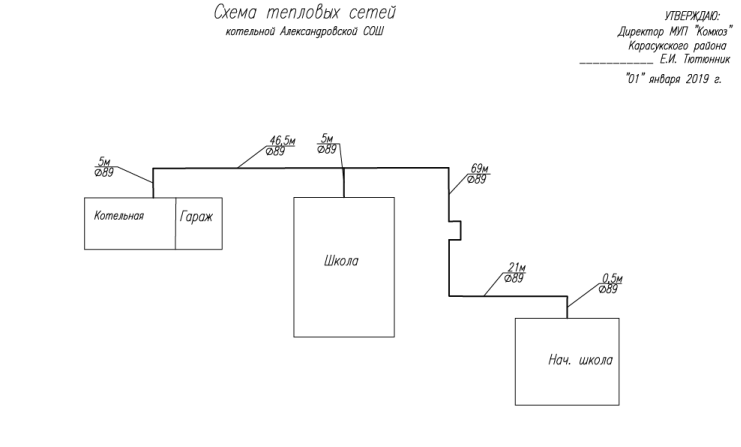 Схема тепловых сетей
котельной Александровской СОШ
УТВЕРЖДАЮ:
Директор МУП "Комхоз"
Карасукского района
___________ Е.И. Тютюнник
"01" января 2019 г.
5м
Ø89
46,5м
Ø89
5м
Ø89
69м
Ø89
Котельная
Гараж
Школа
21м
Ø89
0,5м
Ø89
Нач. школа